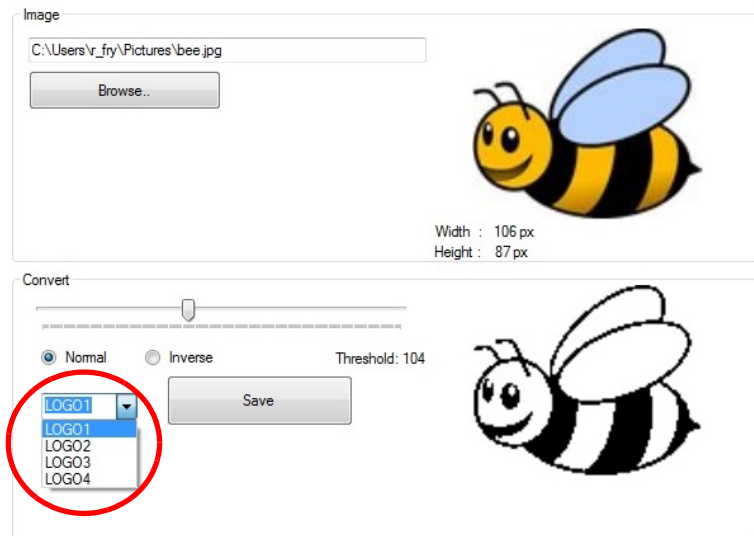 Image
C:\Users\r_fry\Pictures\bee.jpg
Browse..
Width : 106 px
Height : 87 px
Convert
Normal Inverse Threshold: 104
LOGO1 Save
LOGO1
LOGO2
LOGO3
LOGO4